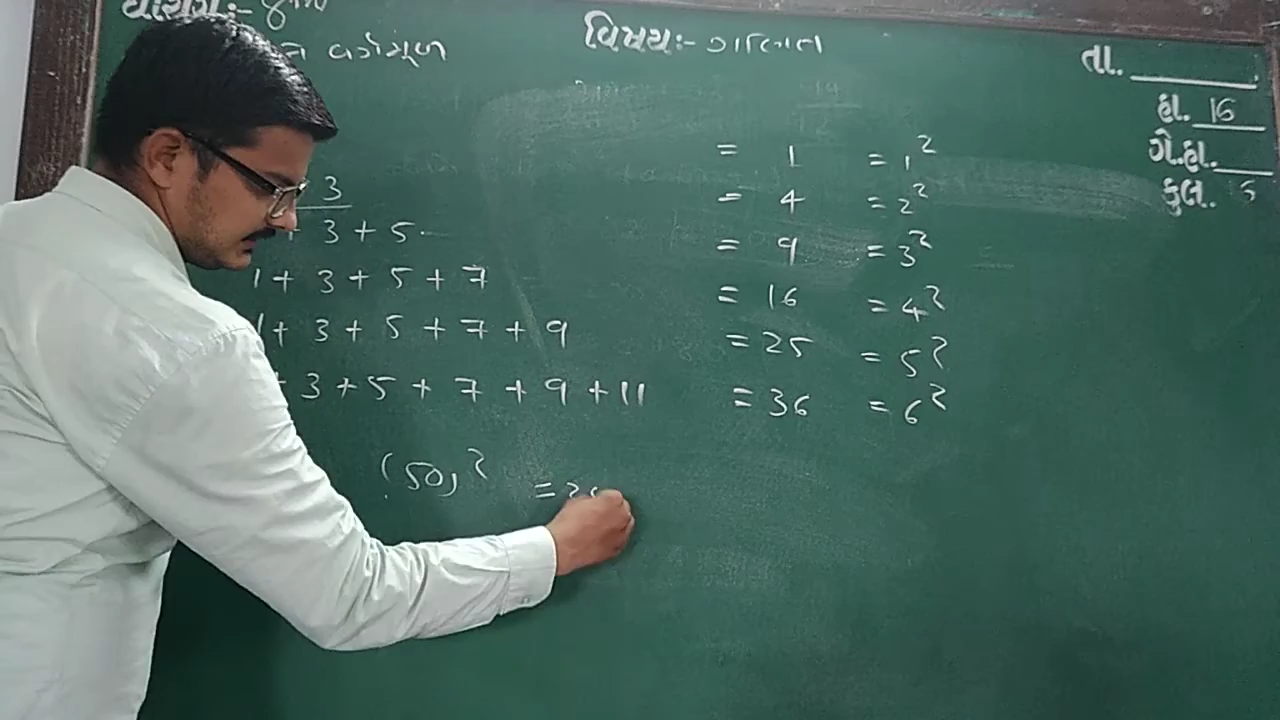 વિષય:- ગણિત
તા.
વર્ગમૂળ
હા. 16
= 1 = 1²
ગે.હા.
3
= 4 = 2²
કુલ.
+ 3 + 5
= 9 = 3²
1 + 3 + 5 + 7
= 16 = 4²
1 + 3 + 5 + 7 + 9
= 25 = 5²
+ 3 + 5 + 7 + 9 + 11
= 36 = 6²
(50)² =